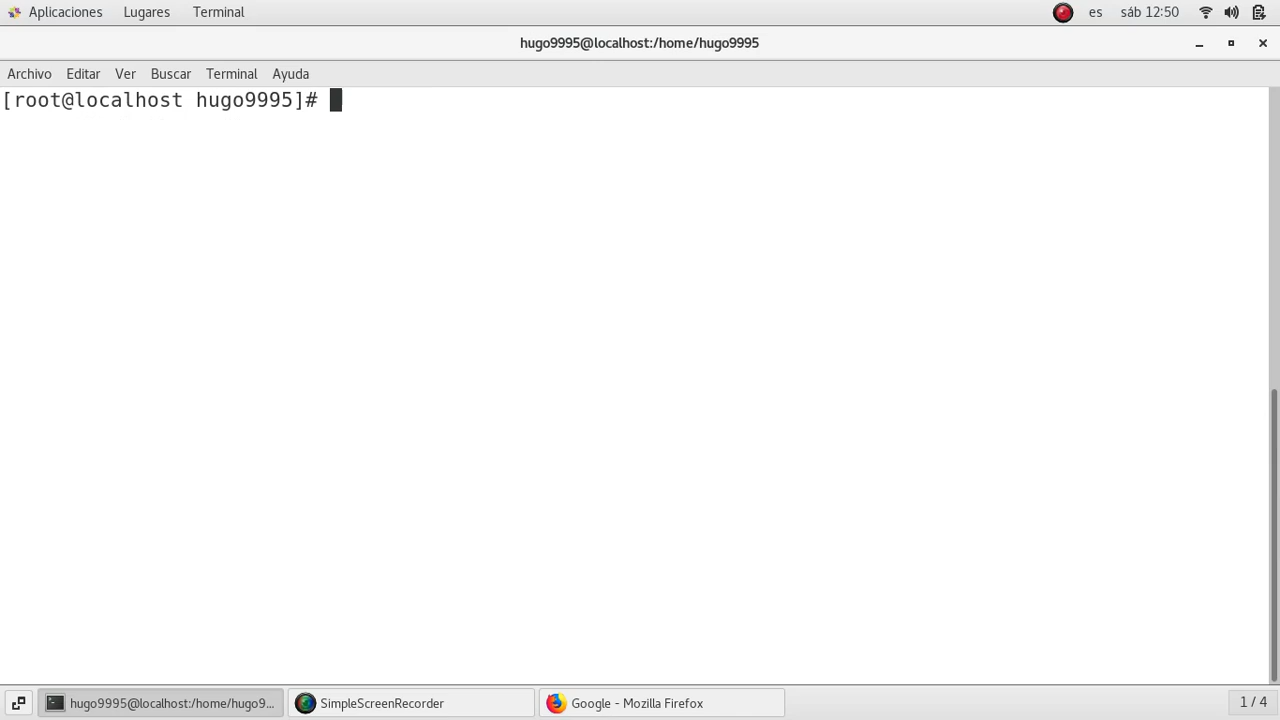 Aplicaciones Lugares Terminal es sáb 12:50
hugo9995@localhost:/home/hugo9995
Archivo Editar Ver Buscar Terminal Ayuda
[root@localhost hugo9995]#
hugo9995@localhost:/home/hugo9... SimpleScreenRecorder Google - Mozilla Firefox 1 / 4